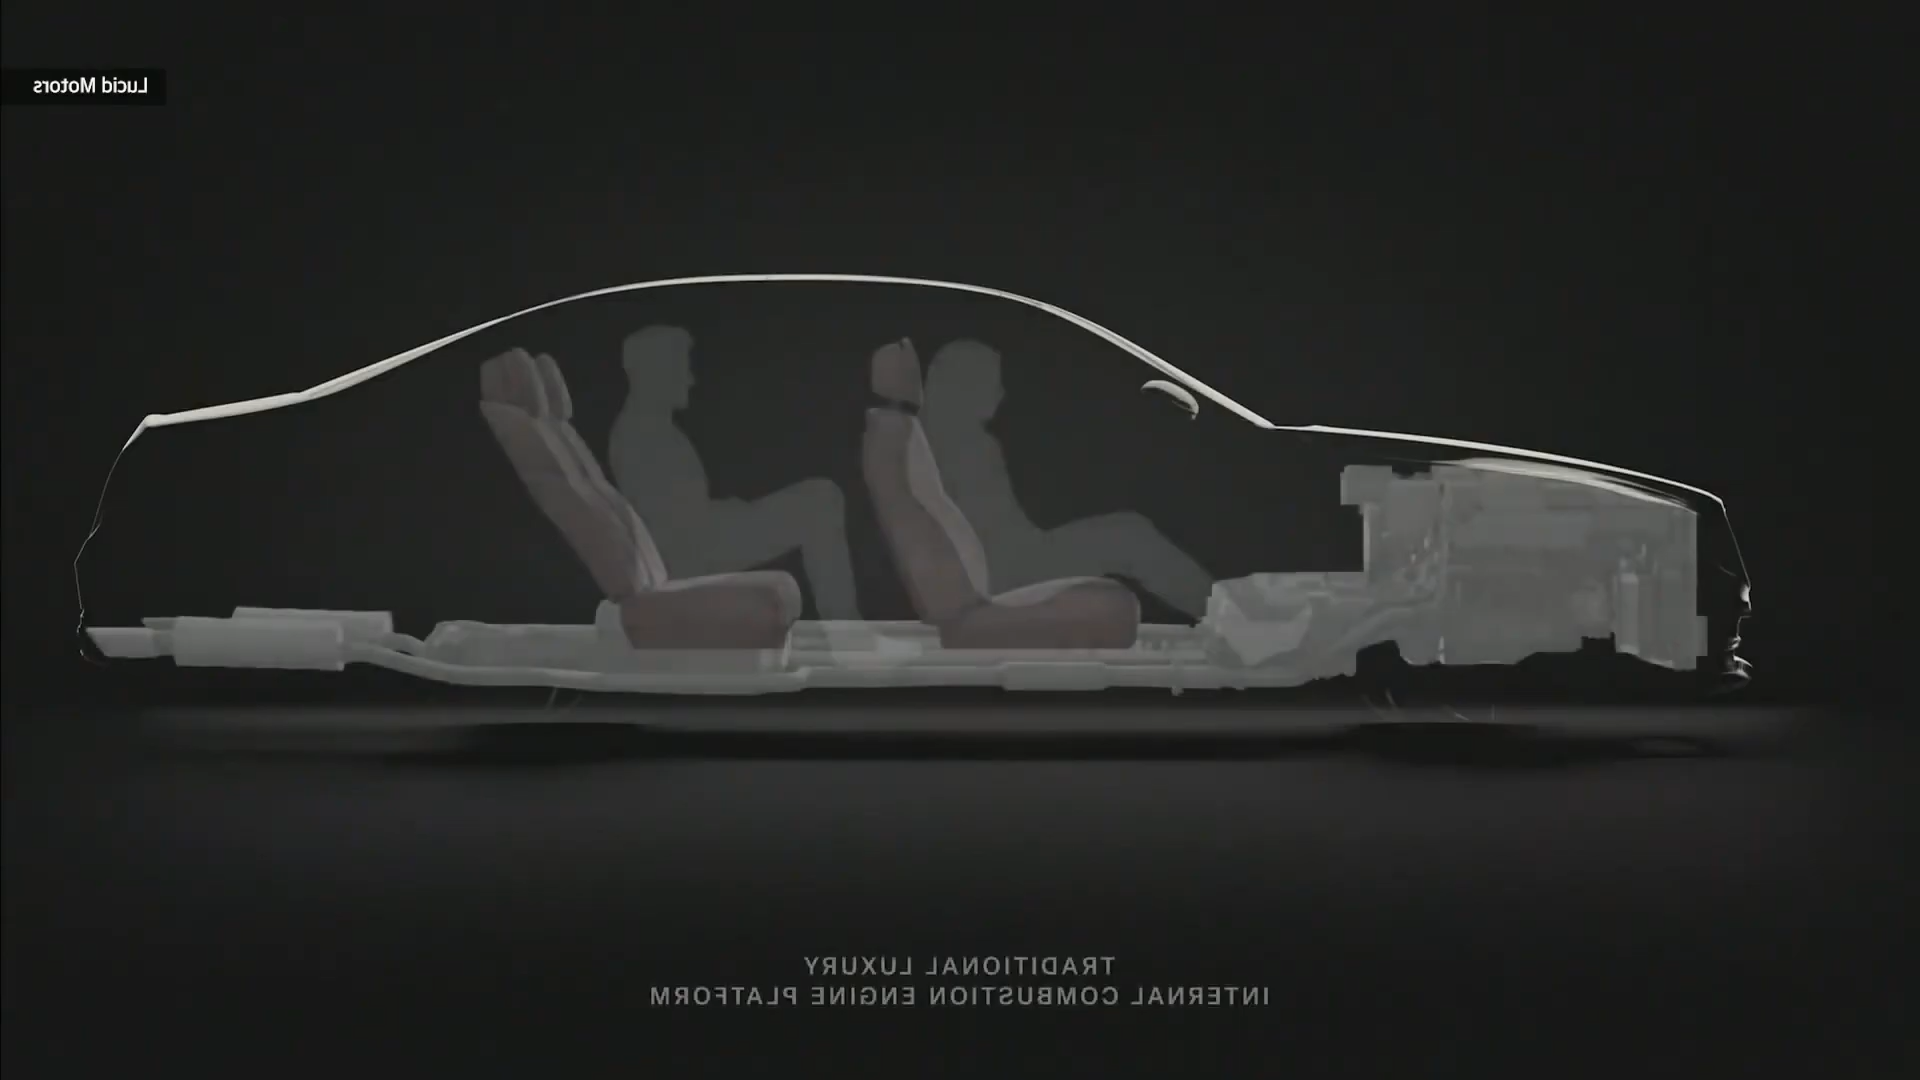 Lucid Motors
TRADITIONAL LUXURY
INTERNAL COMBUSTION ENGINE PLATFORM